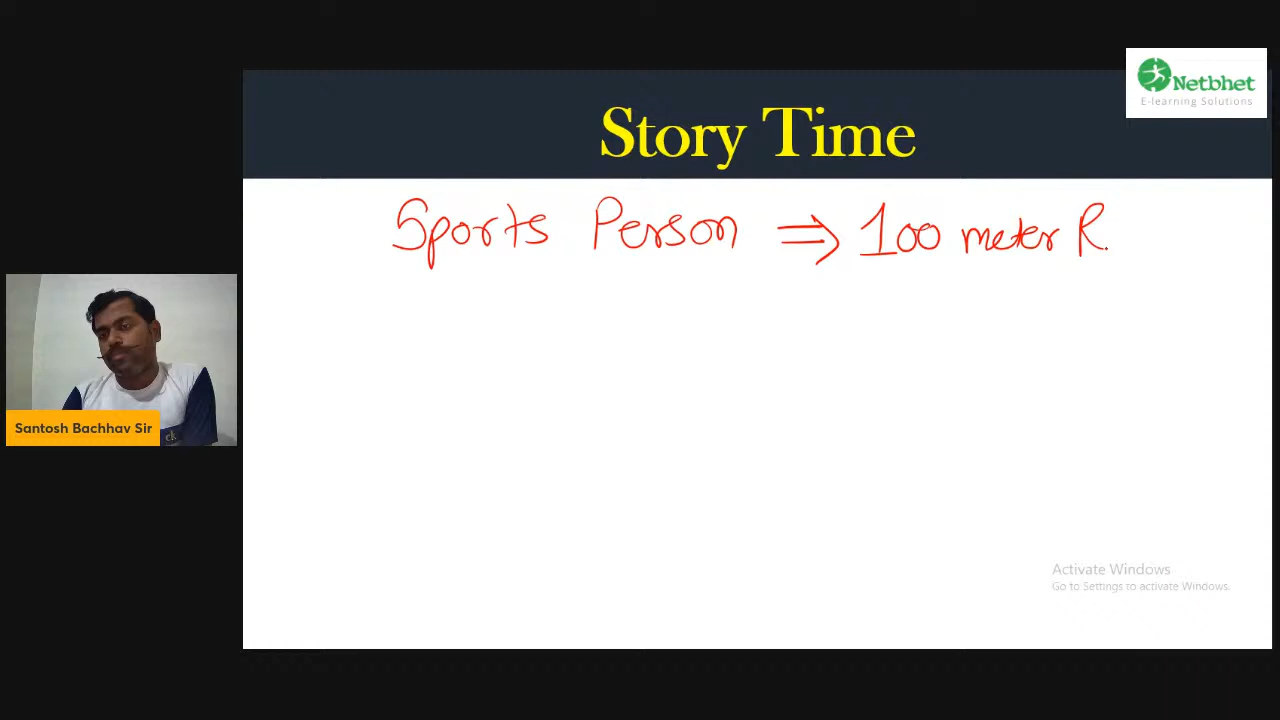 Netbhet
E-learning Solutions
Story Time
Sports Person ⇒ 100 meter R.
Santosh Bachhav Sir
Activate Windows
Go to Settings to activate Windows.